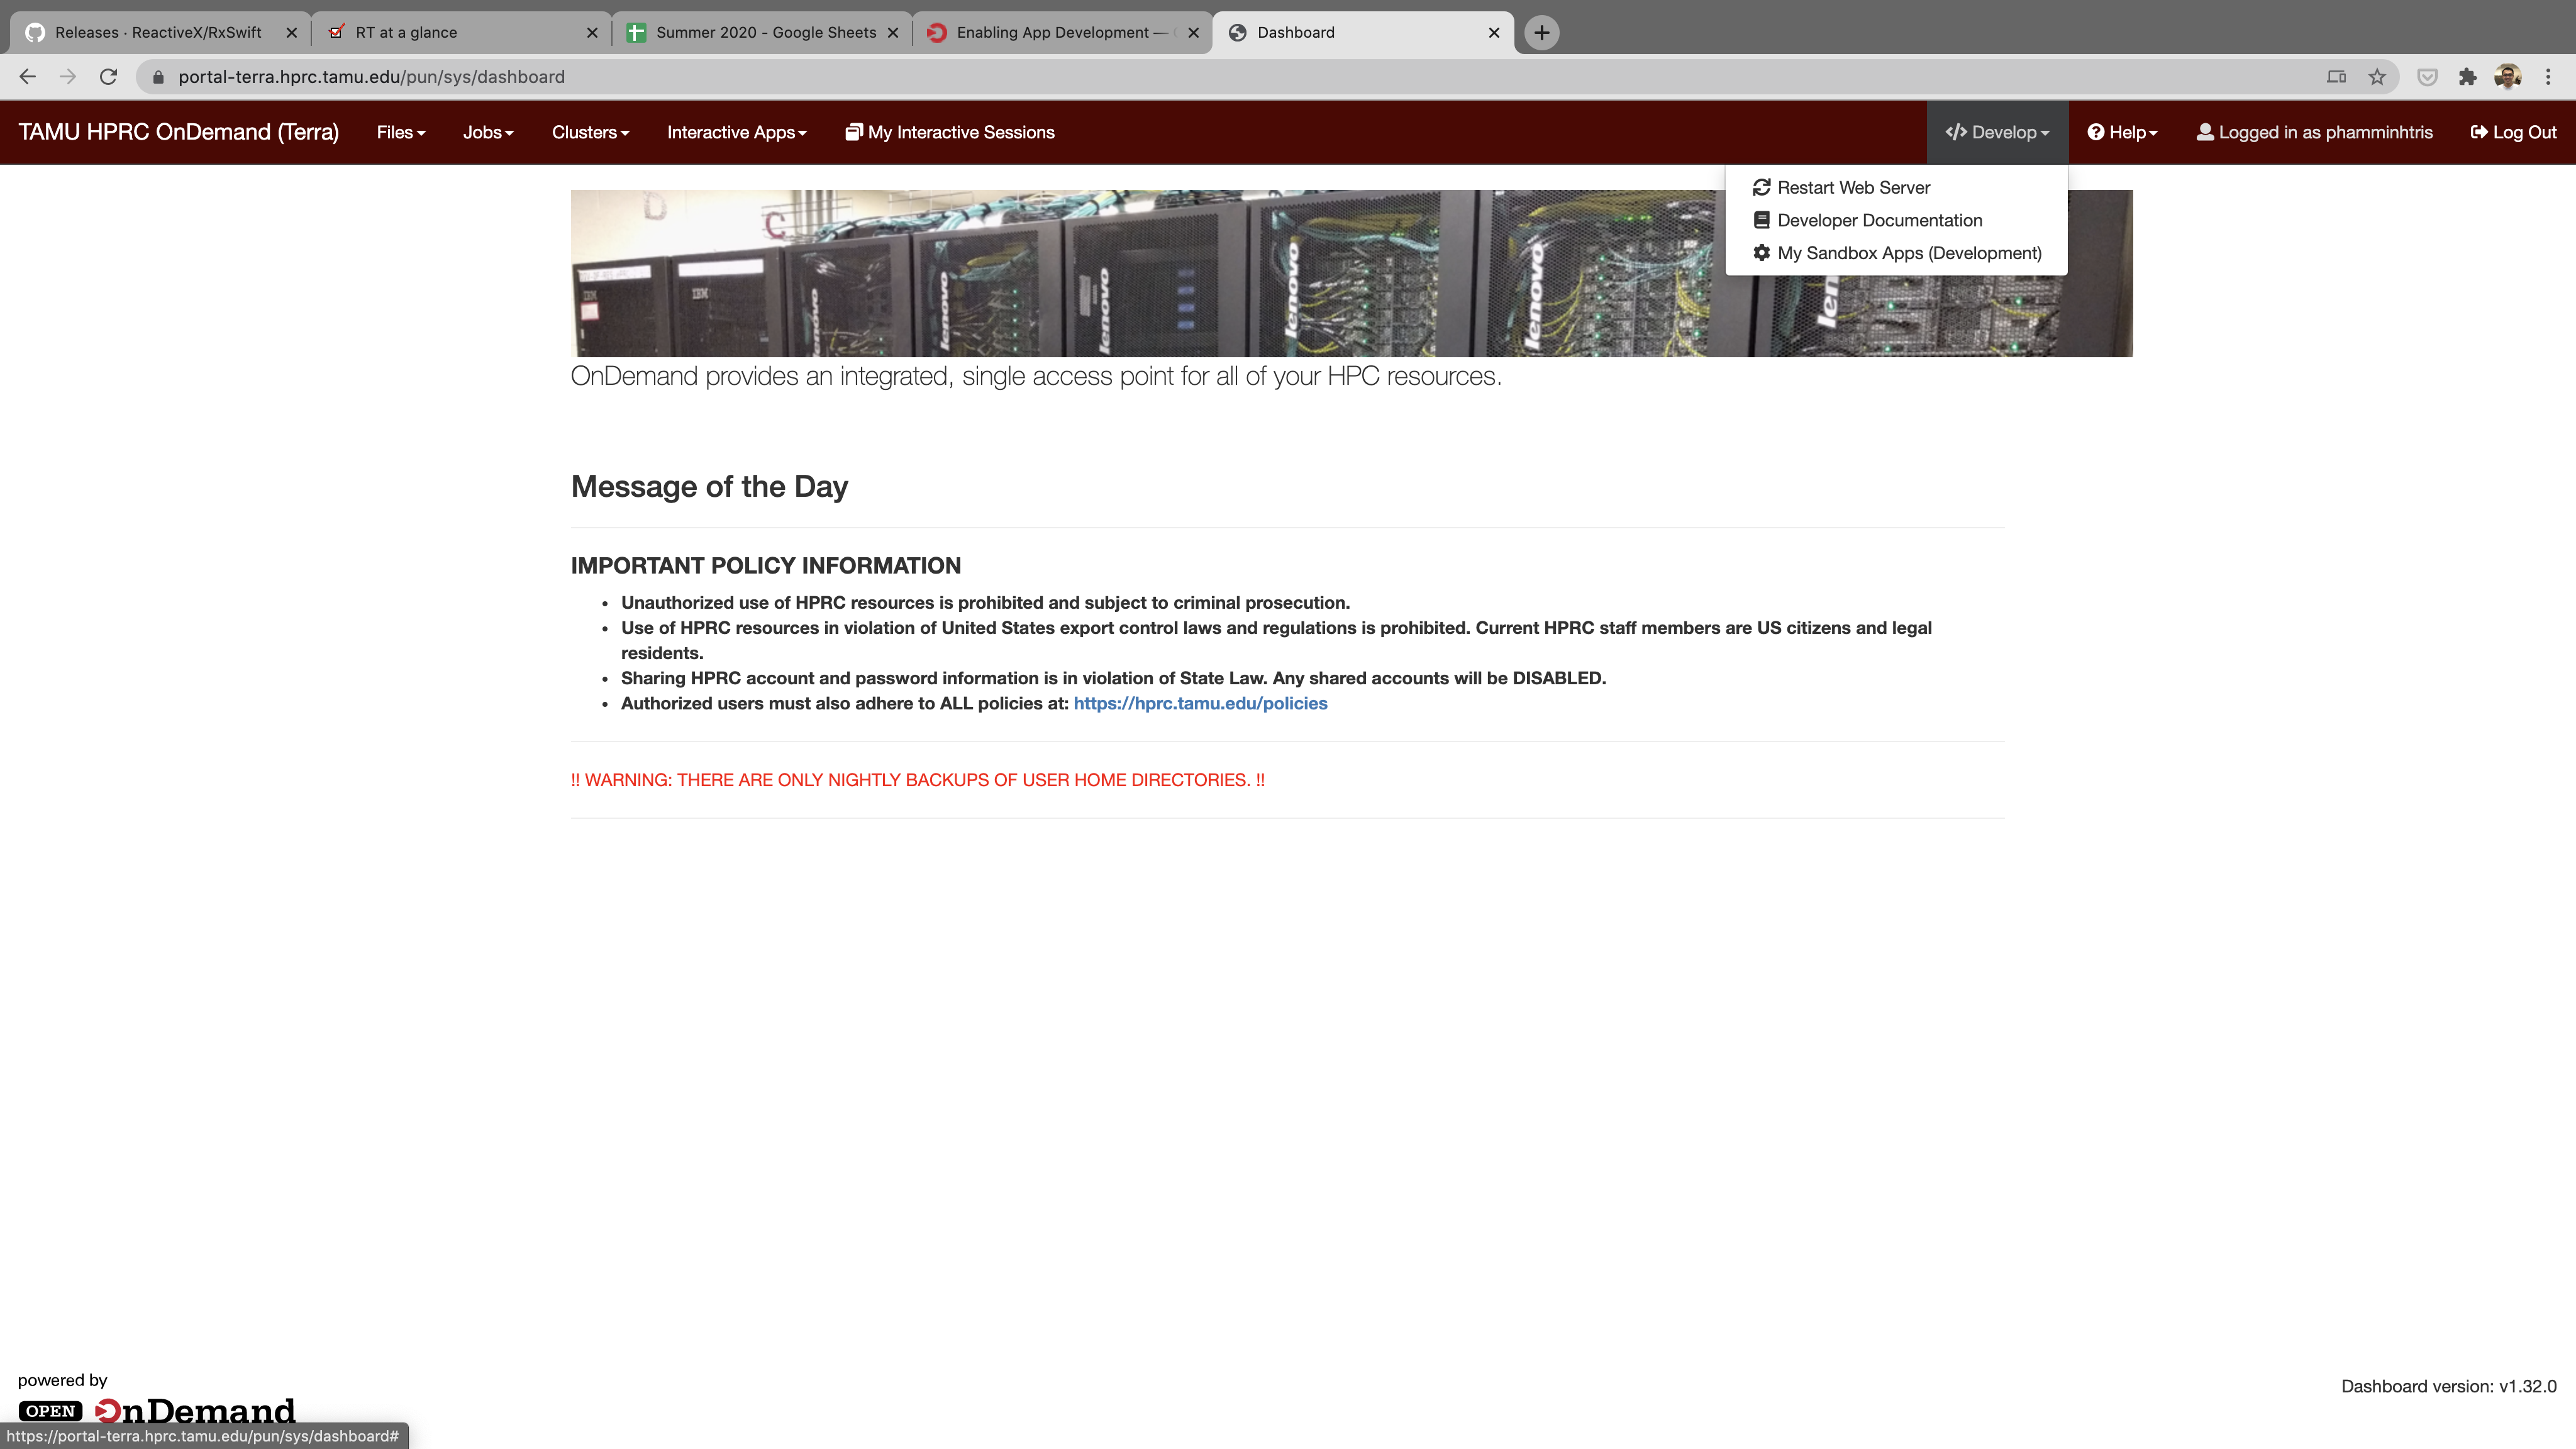 Releases · ReactiveX/RxSwift
RT at a glance
Summer 2020 - Google Sheets
Enabling App Development —
Dashboard
portal-terra.hprc.tamu.edu/pun/sys/dashboard
TAMU HPRC OnDemand (Terra)
Files
Jobs
Clusters
Interactive Apps
My Interactive Sessions
</> Develop
Help
Logged in as phamminhtris
Log Out
Restart Web Server
Developer Documentation
My Sandbox Apps (Development)
IBM
IBM
lenovo
lenovo
lenovo
lenovo
lenovo
len
OnDemand provides an integrated, single access point for all of your HPC resources.
Message of the Day
IMPORTANT POLICY INFORMATION
• Unauthorized use of HPRC resources is prohibited and subject to criminal prosecution.
• Use of HPRC resources in violation of United States export control laws and regulations is prohibited. Current HPRC staff members are US citizens and legal
residents.
• Sharing HPRC account and password information is in violation of State Law. Any shared accounts will be DISABLED.
• Authorized users must also adhere to ALL policies at: https://hprc.tamu.edu/policies
!! WARNING: THERE ARE ONLY NIGHTLY BACKUPS OF USER HOME DIRECTORIES. !!
powered by
OPEN OnDemand
Dashboard version: v1.32.0
https://portal-terra.hprc.tamu.edu/pun/sys/dashboard#